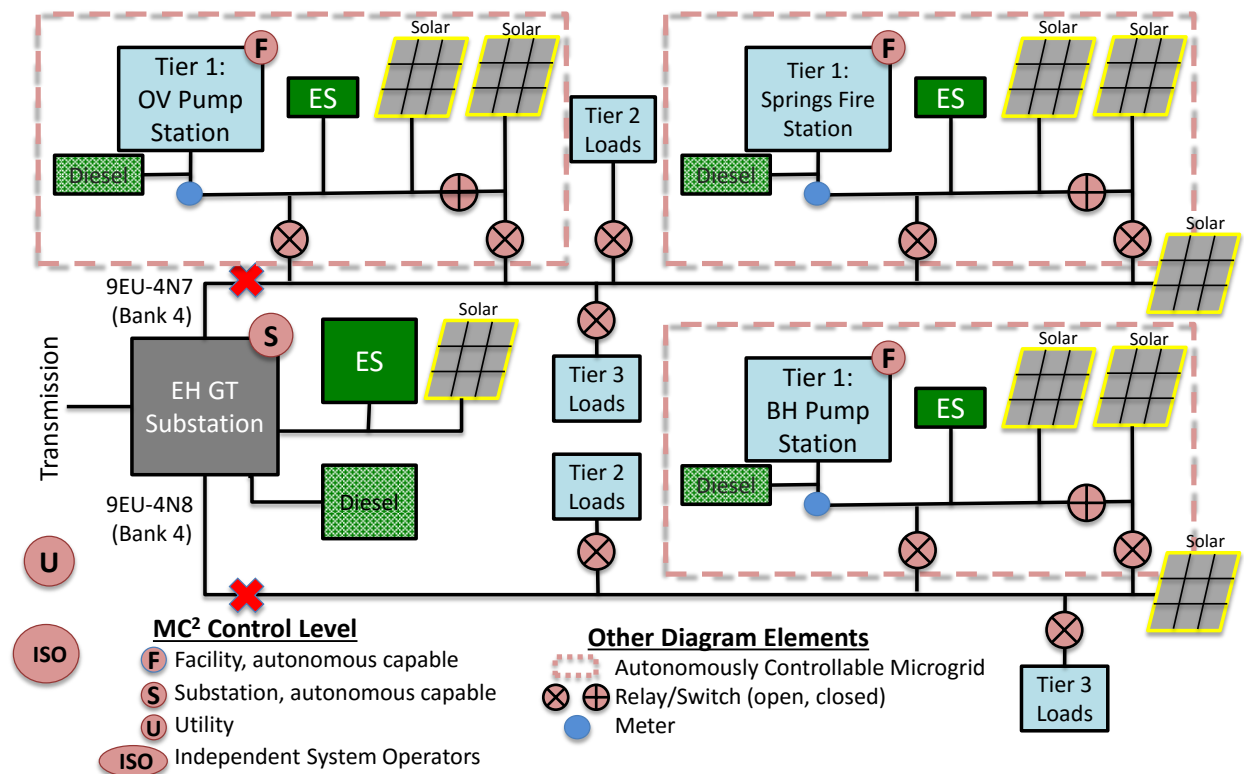 Solar
Solar
F
Tier 1:
OV Pump
Station
ES
Diesel
Tier 2
Loads
Solar
Solar
F
Tier 1:
Springs Fire
Station
ES
Diesel
Solar
9EU-4N7
(Bank 4)
S
EH GT
Substation
Transmission
ES
Solar
Diesel
Tier 3
Loads
Solar
Solar
F
Tier 1:
BH Pump
Station
ES
Diesel
Tier 2
Loads
9EU-4N8
(Bank 4)
Solar
Tier 3
Loads
U
ISO
MC² Control Level
F Facility, autonomous capable
S Substation, autonomous capable
U Utility
ISO Independent System Operators
Other Diagram Elements
Autonomously Controllable Microgrid
Relay/Switch (open, closed)
Meter